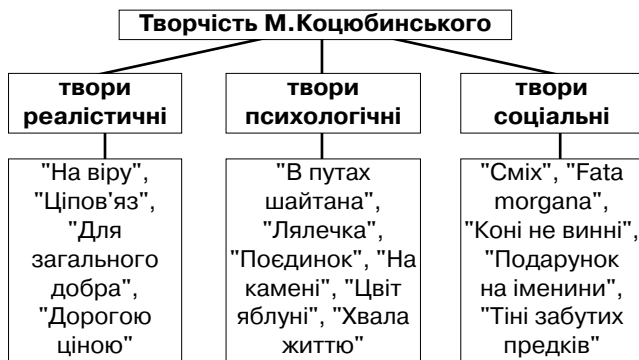 Творчість М.Коцюбинського
твори
реалістичні
твори
психологічні
твори
соціальні
"На віру",
"Ціпов'яз",
"Для
загального
добра",
"Дорогою
ціною"
"В путах
шайтана",
"Лялечка",
"Поєдинок", "На
камені", "Цвіт
яблуні", "Хвала
життю"
"Сміх", "Fata
morgana",
"Коні не винні",
"Подарунок
на іменини",
"Тіні забутих
предків"